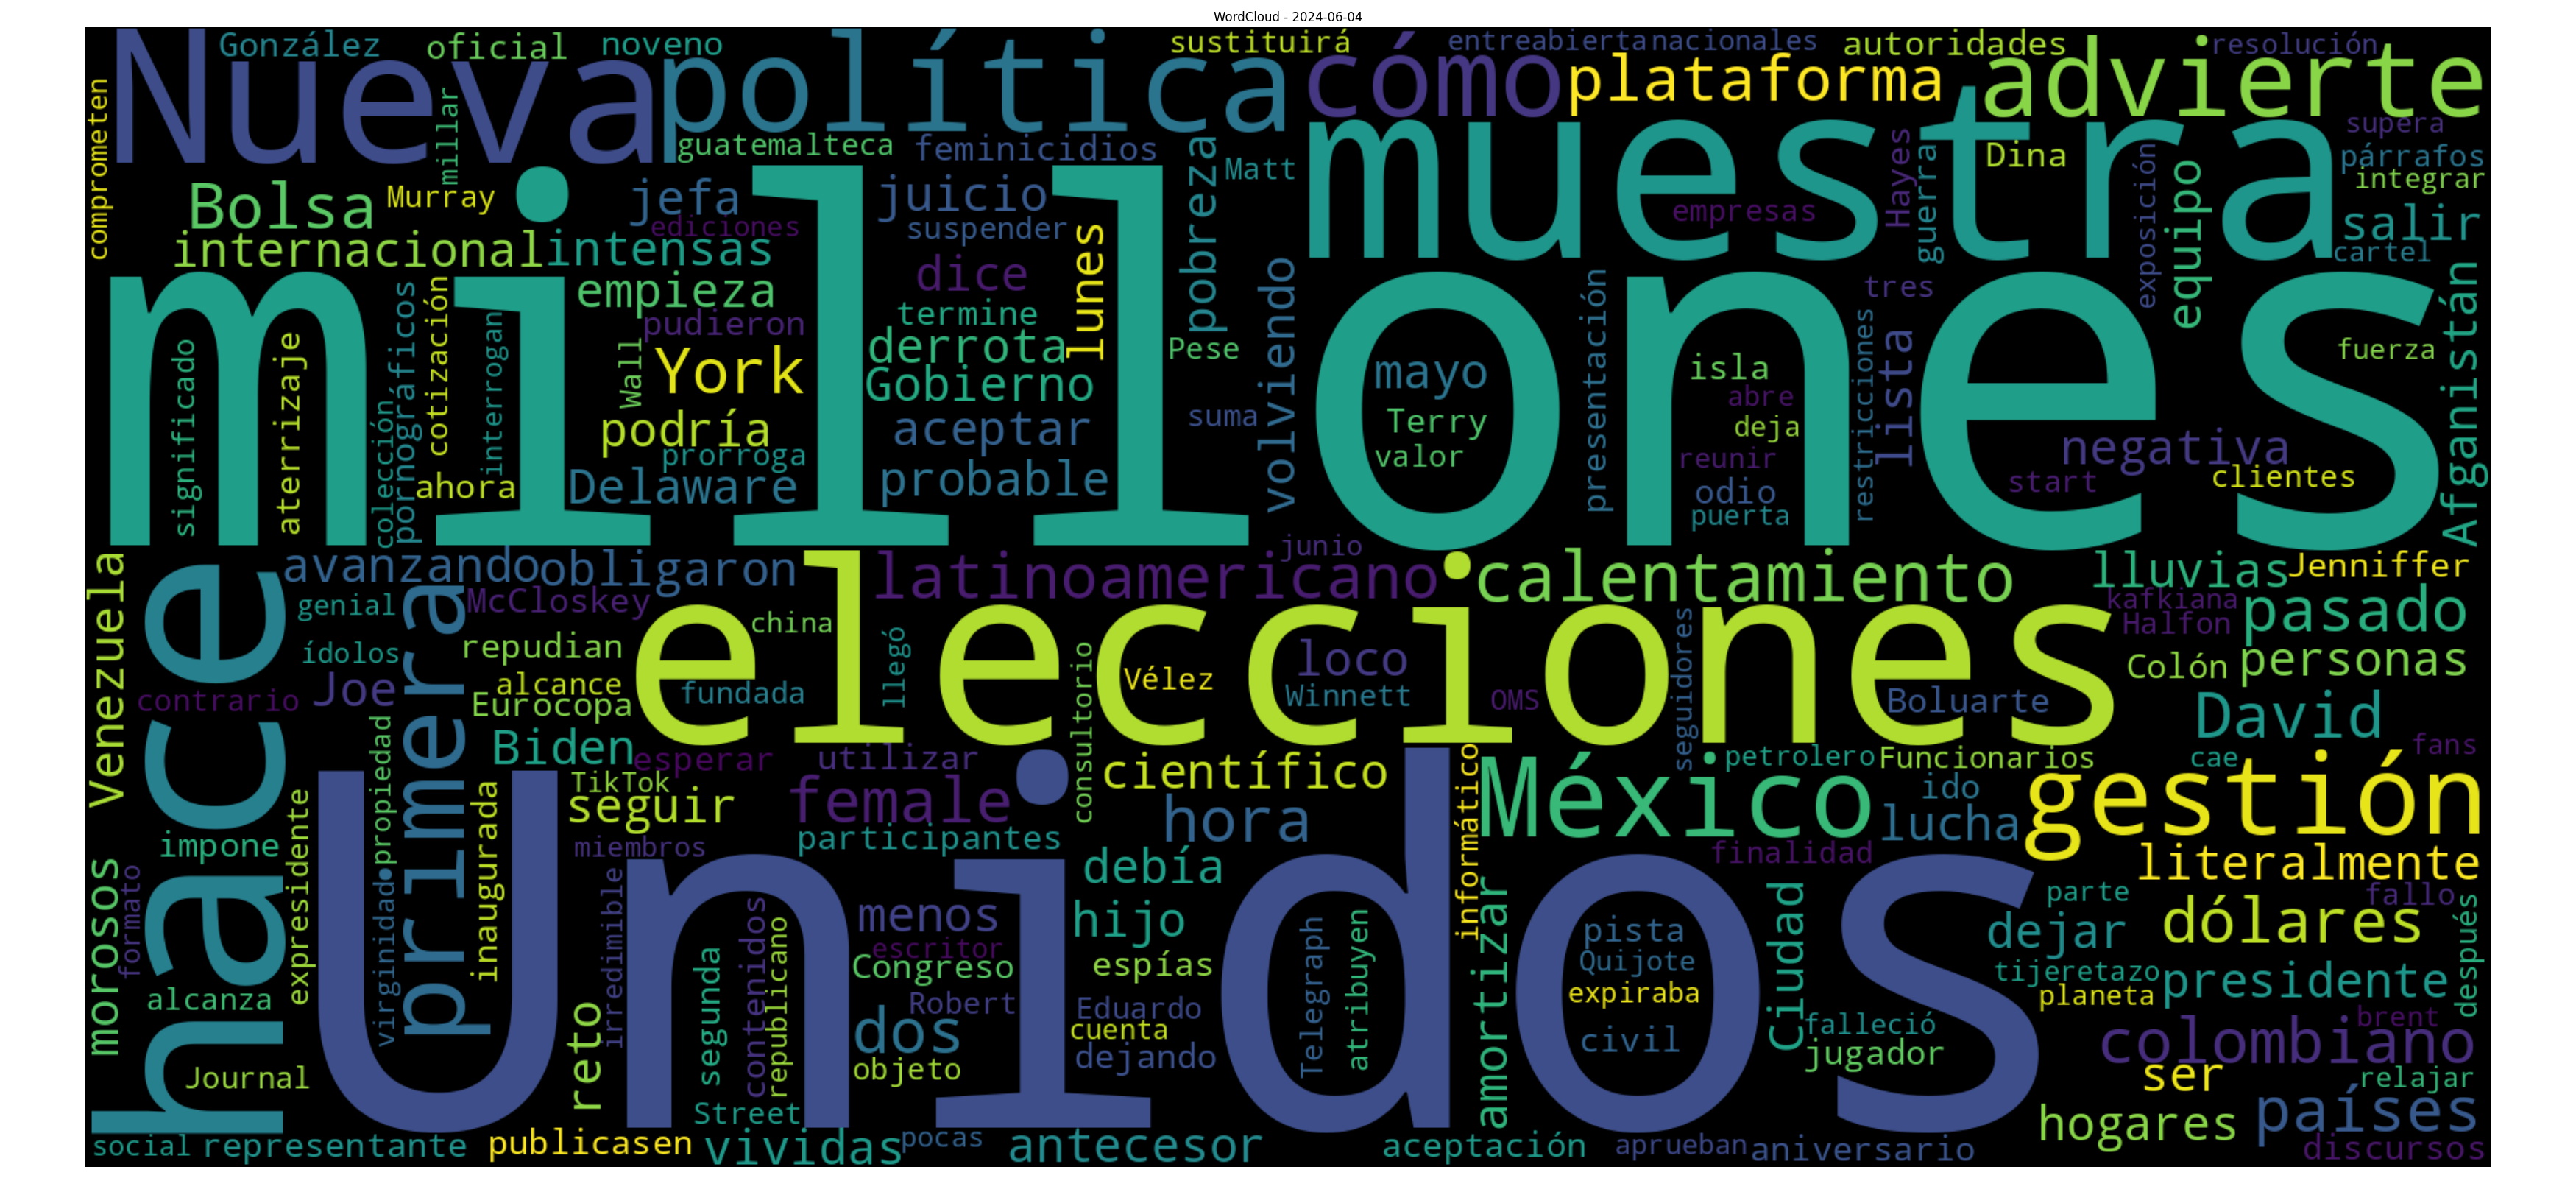 WordCloud - 2024-06-04
Nueva
política
cómo
muestra
advierte
plataforma
González
oficial
noveno
sustituirá
entreabierta
nacionales
autoridades
resolución
comprometen
millar
guatemalteca
feminicidios
Matt
Hayes
guerra
Dina
supera
párrafos
integrar
exposición
equipo
salir
cartel
Bolsa
Murray
jefa
ediciones
juicio
suspender
pobreza
empresas
internacional
intensas
millones
lunes
dice
empieza
pudieron
termine
derrota
Gobierno
Pese
volviendo
mayo
Terry
valor
presentación
isla
abre
deja
reunir
odio
puerta
restricciones
tres
lista
fuerza
Afganistán
negativa
start
clientes
significado
aterrizaje
colección
pornográficos
cotización
interrogan
ahora
Wall
York
podría
prorroga
Delaware
aceptar
probable
suma
Venezuela
hace
avanzando
obligaron
latinoamericano
junio
calentamiento
lluvias
Jenniffer
kafkiana
Halfon
pasado
genial
primera
McCloskey
china
elecciones
ídolos
repudian
llegó
consultorio
Vélez
loco
Winnett
OMS
seguidores
Boluarte
Colón
personas
David
contrario
Joe
alcance
Eurocopa
fundada
Biden
esperar
utilizar
científico
informático
México
petrolero
Funcionarios
cae
fans
propiedad
TikTok
seguir
female
hora
ido
lucha
gestión
inaugurada
participantes
miembros
finalidad
literalmente
impone
expresidente
morosos
formato
Unidos
debía
amortizar
Ciudad
parte
fallo
después
alcanza
virginidad
irredimible
menos
escritor
hijo
pista
Quijote
expiraba
civil
dejar
dólares
segunda
contenidos
republicano
Congreso
espías
Telegraph
atribuyen
tijeretazo
planeta
presidente
Robert
Eduardo
cuenta
dejando
dos
objeto
falleció
jugador
brent
colombiano
Journal
reto
ser
relajar
Street
hogares
países
social
representante
publicasen
vividas
pocas
antecesor
aceptación
aprueban
aniversario
discursos